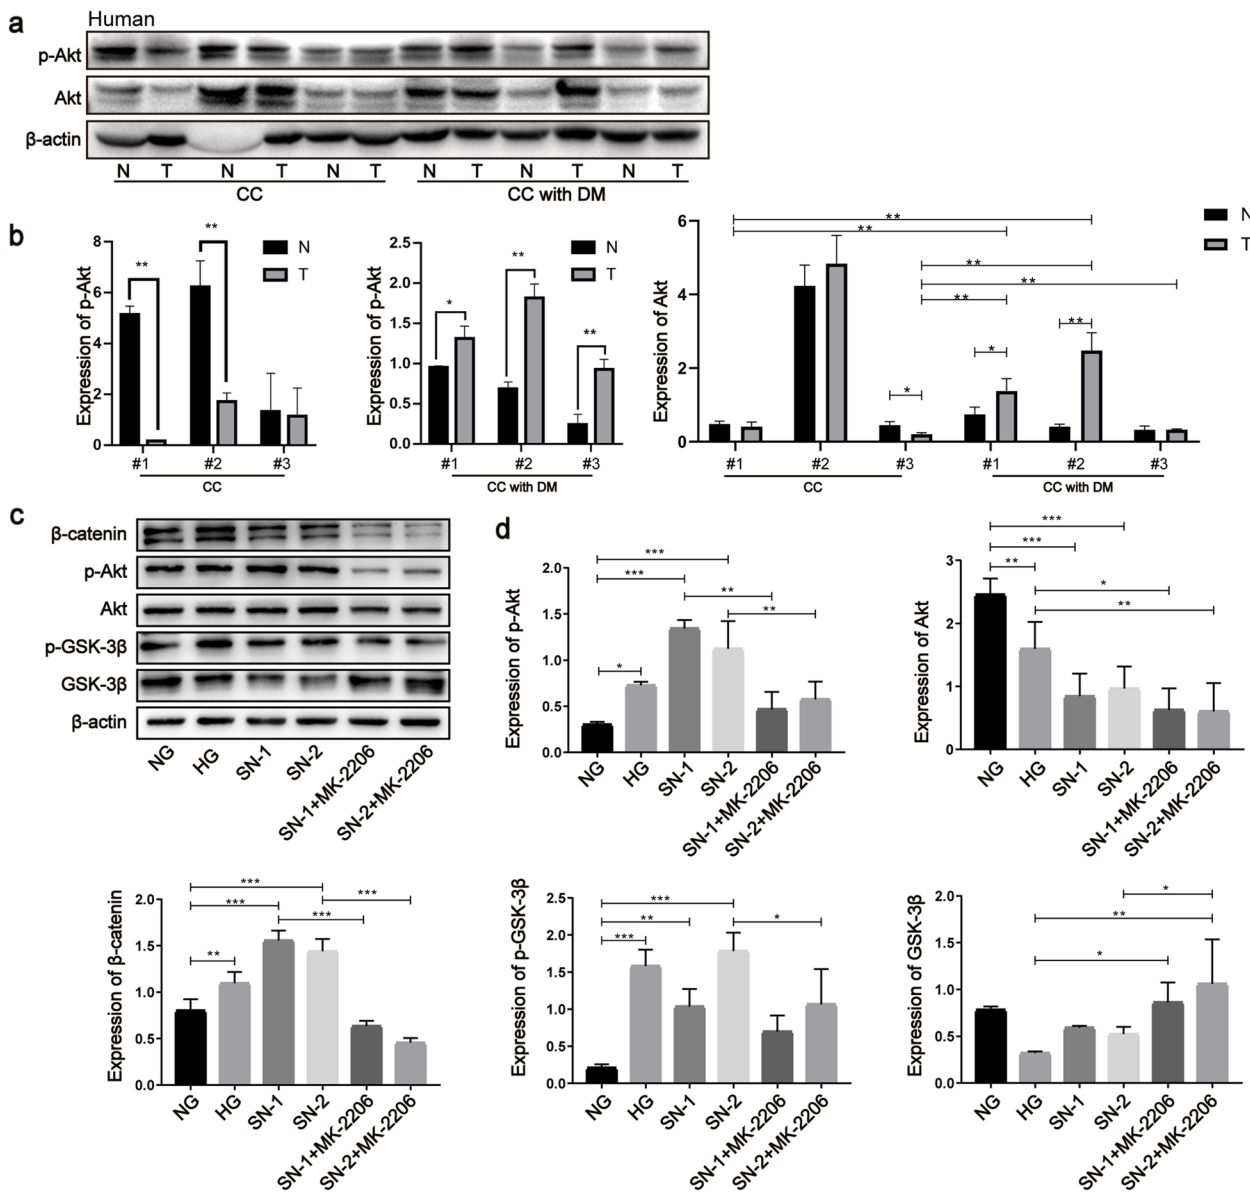 a
Human
p-Akt
Akt
β-actin
N T N T N T N T N T N T
CC CC with DM
b
Expression of p-Akt
8
6
4
2
0
**
**
N
T
#1 #2 #3
CC
Expression of p-Akt
2.5
2.0
1.5
1.0
0.5
0.0
*
**
**
N
T
#1 #2 #3
CC with DM
Expression of Akt
6
4
2
0
**
**
**
**
**
**
*
*
N
T
#1 #2 #3 #1 #2 #3
CC CC with DM
c
β-catenin
p-Akt
Akt
p-GSK-3β
GSK-3β
β-actin
NG HG SN-1 SN-2 SN-1+MK-2206 SN-2+MK-2206
d
Expression of p-Akt
2.0
1.5
1.0
0.5
0.0
***
***
**
**
*
NG HG SN-1 SN-2 SN-1+MK-2206 SN-2+MK-2206
Expression of Akt
3
2
1
0
***
***
**
*
**
NG HG SN-1 SN-2 SN-1+MK-2206 SN-2+MK-2206
Expression of β-catenin
2.0
1.5
1.0
0.5
0.0
***
***
***
***
**
NG HG SN-1 SN-2 SN-1+MK-2206 SN-2+MK-2206
Expression of p-GSK-3β
2.5
2.0
1.5
1.0
0.5
0.0
***
**
*
***
NG HG SN-1 SN-2 SN-1+MK-2206 SN-2+MK-2206
Expression of GSK-3β
2.0
1.5
1.0
0.5
0.0
*
**
*
NG HG SN-1 SN-2 SN-1+MK-2206 SN-2+MK-2206